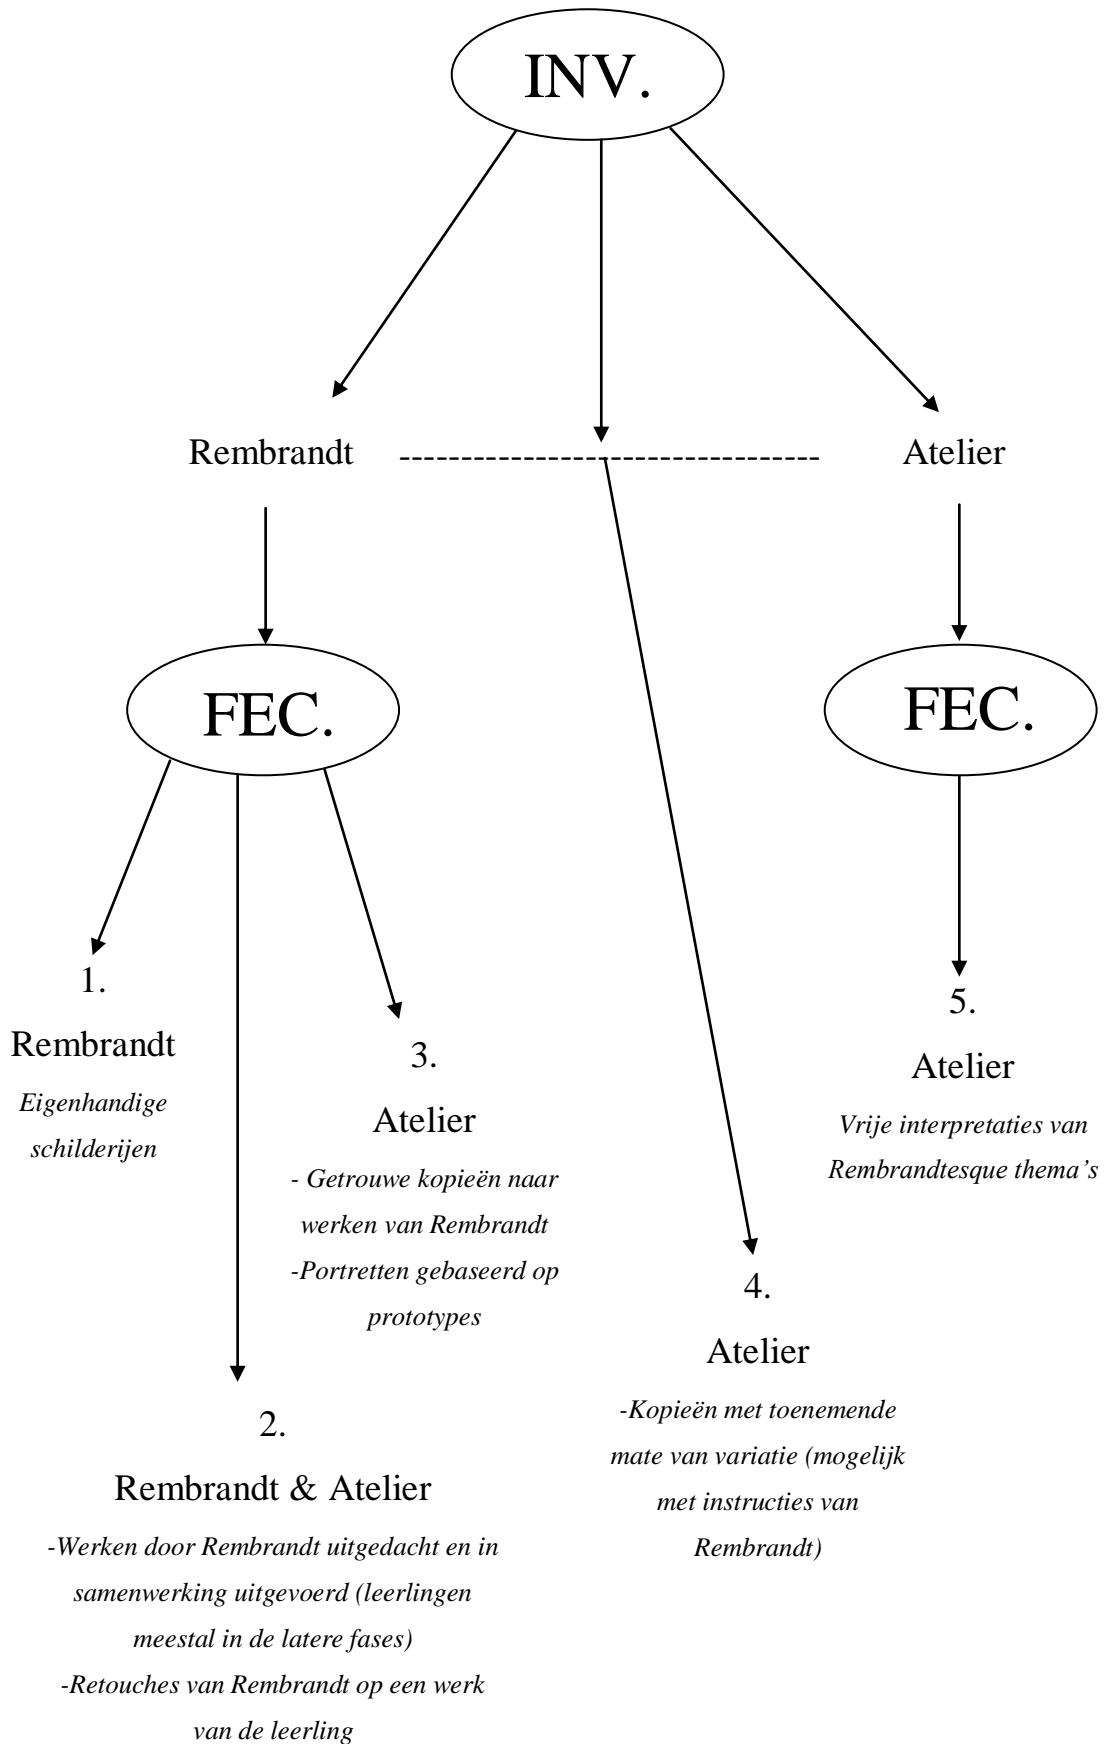 INV.
Rembrandt
Atelier
FEC.
FEC.
1.
Rembrandt
Eigenhandige
schilderijen
2.
Rembrandt & Atelier
-Werken door Rembrandt uitgedacht en in
samenwerking uitgevoerd (leerlingen
meestal in de latere fases)
-Retouches van Rembrandt op een werk
van de leerling
3.
Atelier
- Getrouwe kopieën naar
werken van Rembrandt
-Portretten gebaseerd op
prototypes
4.
Atelier
-Kopieën met toenemende
mate van variatie (mogelijk
met instructies van
Rembrandt)
5.
Atelier
Vrije interpretaties van
Rembrandtesque thema’s